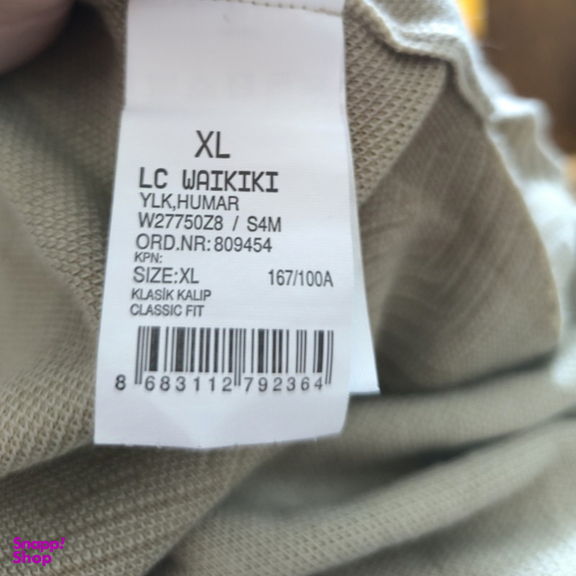 XL
LC WAIKIKI
YLK,HUMAR
W27750Z8 / S4M
ORD.NR:809454
KPN:
SIZE:XL 167/100A
KLASİK KALIP
CLASSIC FIT
8 683112 792364
Snapp!
Shop